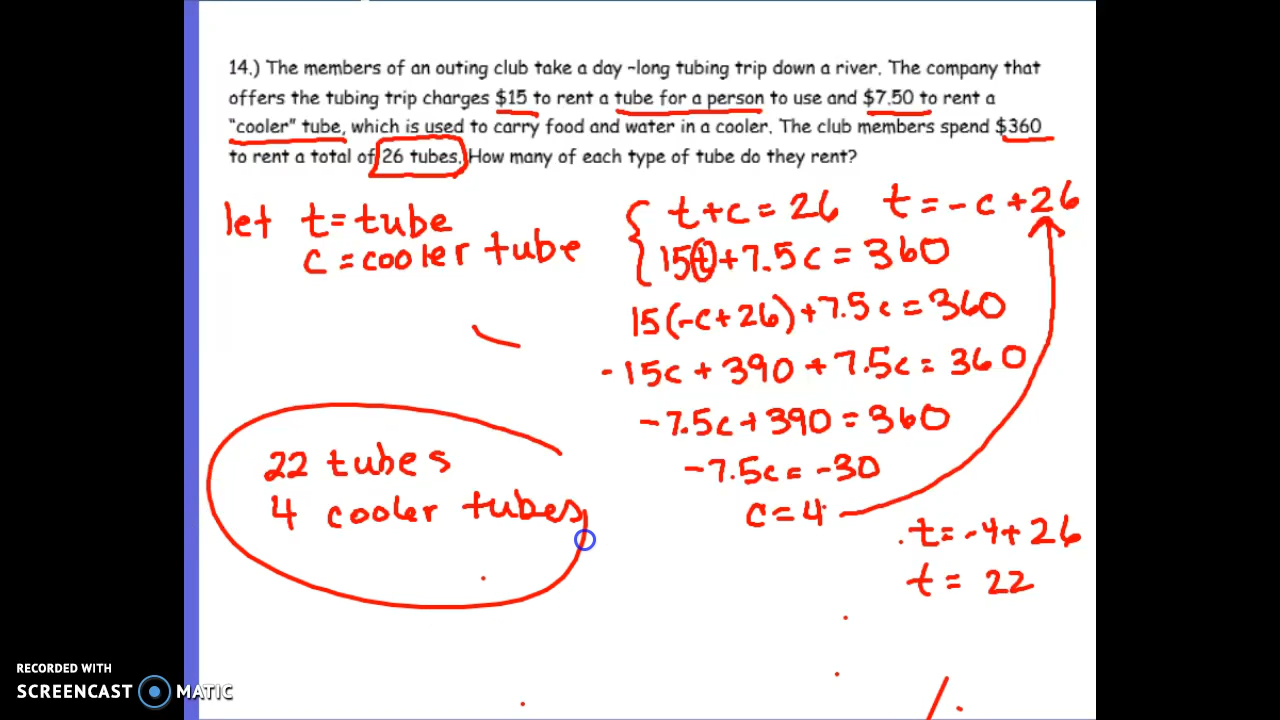 14.) The members of an outing club take a day -long tubing trip down a river. The company that
offers the tubing trip charges $15 to rent a tube for a person to use and $7.50 to rent a
"cooler" tube, which is used to carry food and water in a cooler. The club members spend $360
to rent a total of 26 tubes. How many of each type of tube do they rent?
let t = tube
c = cooler tube
t + c = 26
t = -c + 26
15t + 7.5c = 360
15(-c + 26) + 7.5c = 360
-15c + 390 + 7.5c = 360
-7.5c + 390 = 360
-7.5c = -30
c = 4
t = -4 + 26
t = 22
22 tubes
4 cooler tubes
RECORDED WITH
SCREENCAST MATIC